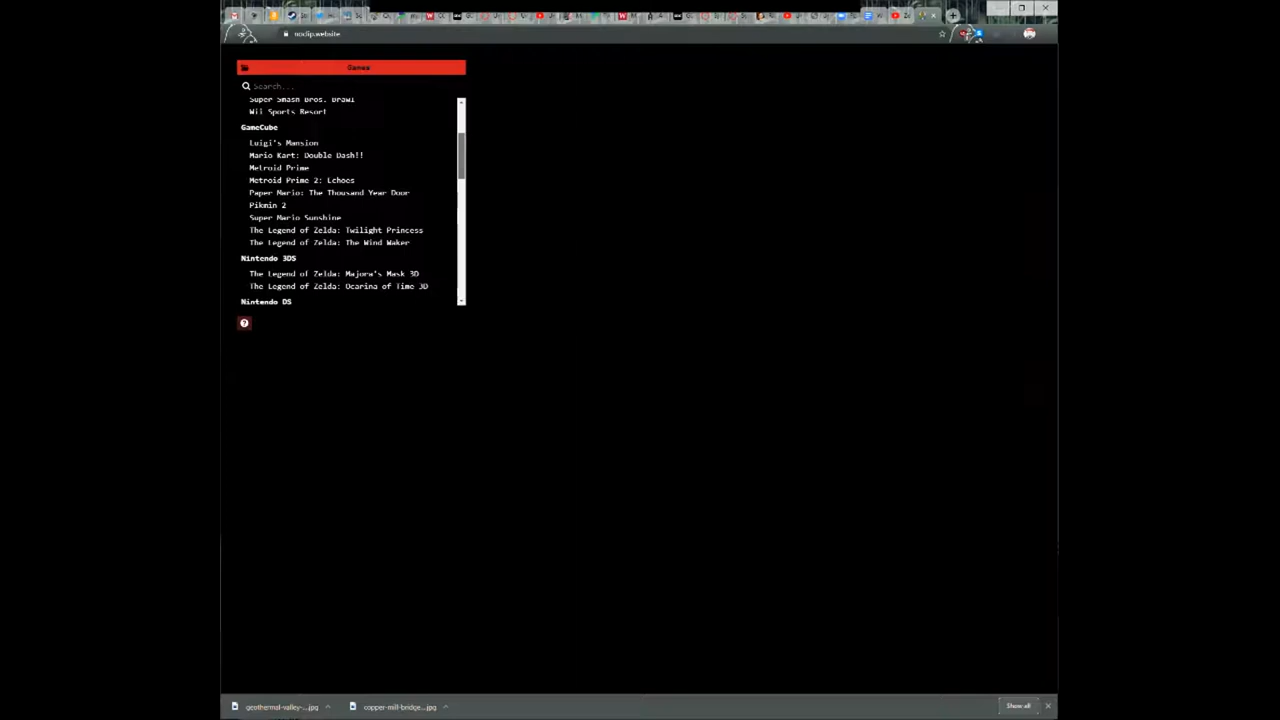 noclip.website
Games
Search...
Super Smash Bros. Brawl
Wii Sports Resort
GameCube
Luigi's Mansion
Mario Kart: Double Dash!!
Metroid Prime
Metroid Prime 2: Echoes
Paper Mario: The Thousand Year Door
Pikmin 2
Super Mario Sunshine
The Legend of Zelda: Twilight Princess
The Legend of Zelda: The Wind Waker
Nintendo 3DS
The Legend of Zelda: Majora's Mask 3D
The Legend of Zelda: Ocarina of Time 3D
Nintendo DS
geothermal-valley-....jpg
copper-mill-bridge...jpg
Show all